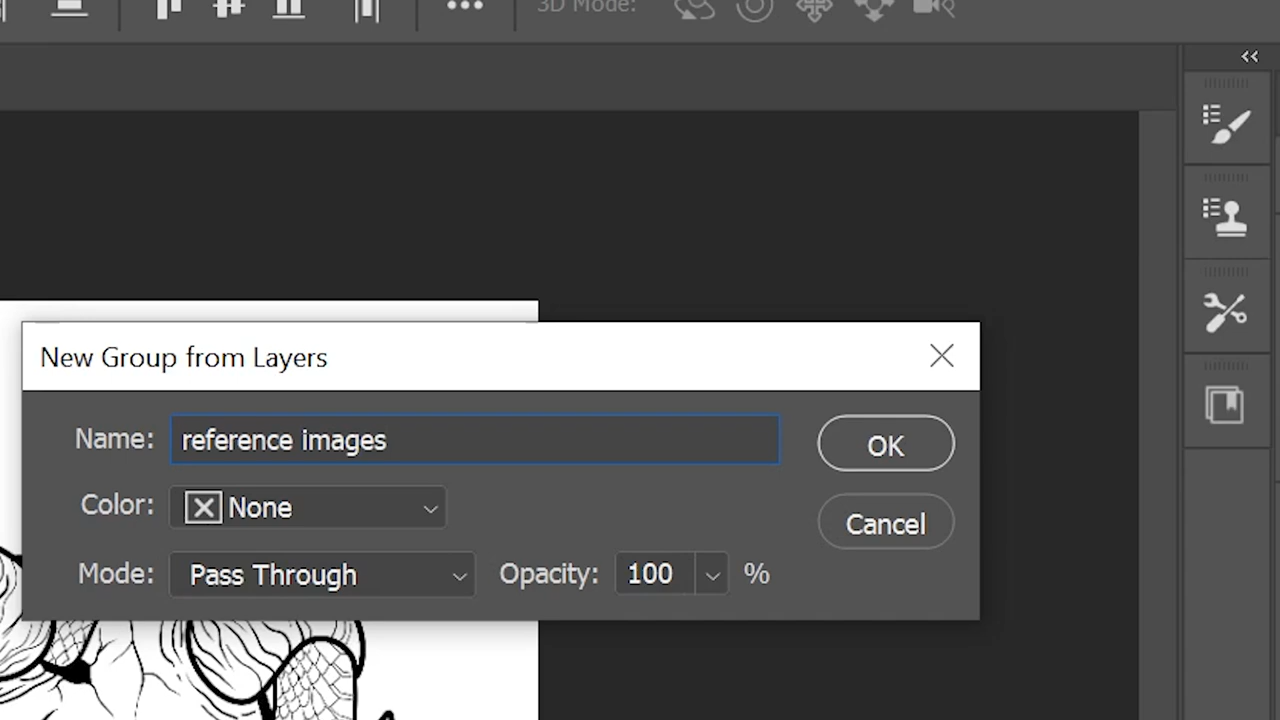 3D Mode:
New Group from Layers
Name: reference images OK
Color: None Cancel
Mode: Pass Through Opacity: 100 %